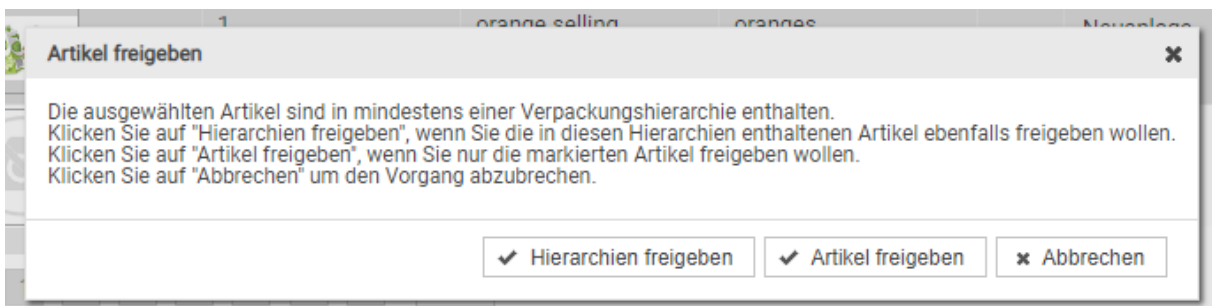 1 orange selling oranges Neuanlage
Artikel freigeben
Die ausgewählten Artikel sind in mindestens einer Verpackungshierarchie enthalten.
Klicken Sie auf "Hierarchien freigeben", wenn Sie die in diesen Hierarchien enthaltenen Artikel ebenfalls freigeben wollen.
Klicken Sie auf "Artikel freigeben", wenn Sie nur die markierten Artikel freigeben wollen.
Klicken Sie auf "Abbrechen" um den Vorgang abzubrechen.
Hierarchien freigeben Artikel freigeben Abbrechen